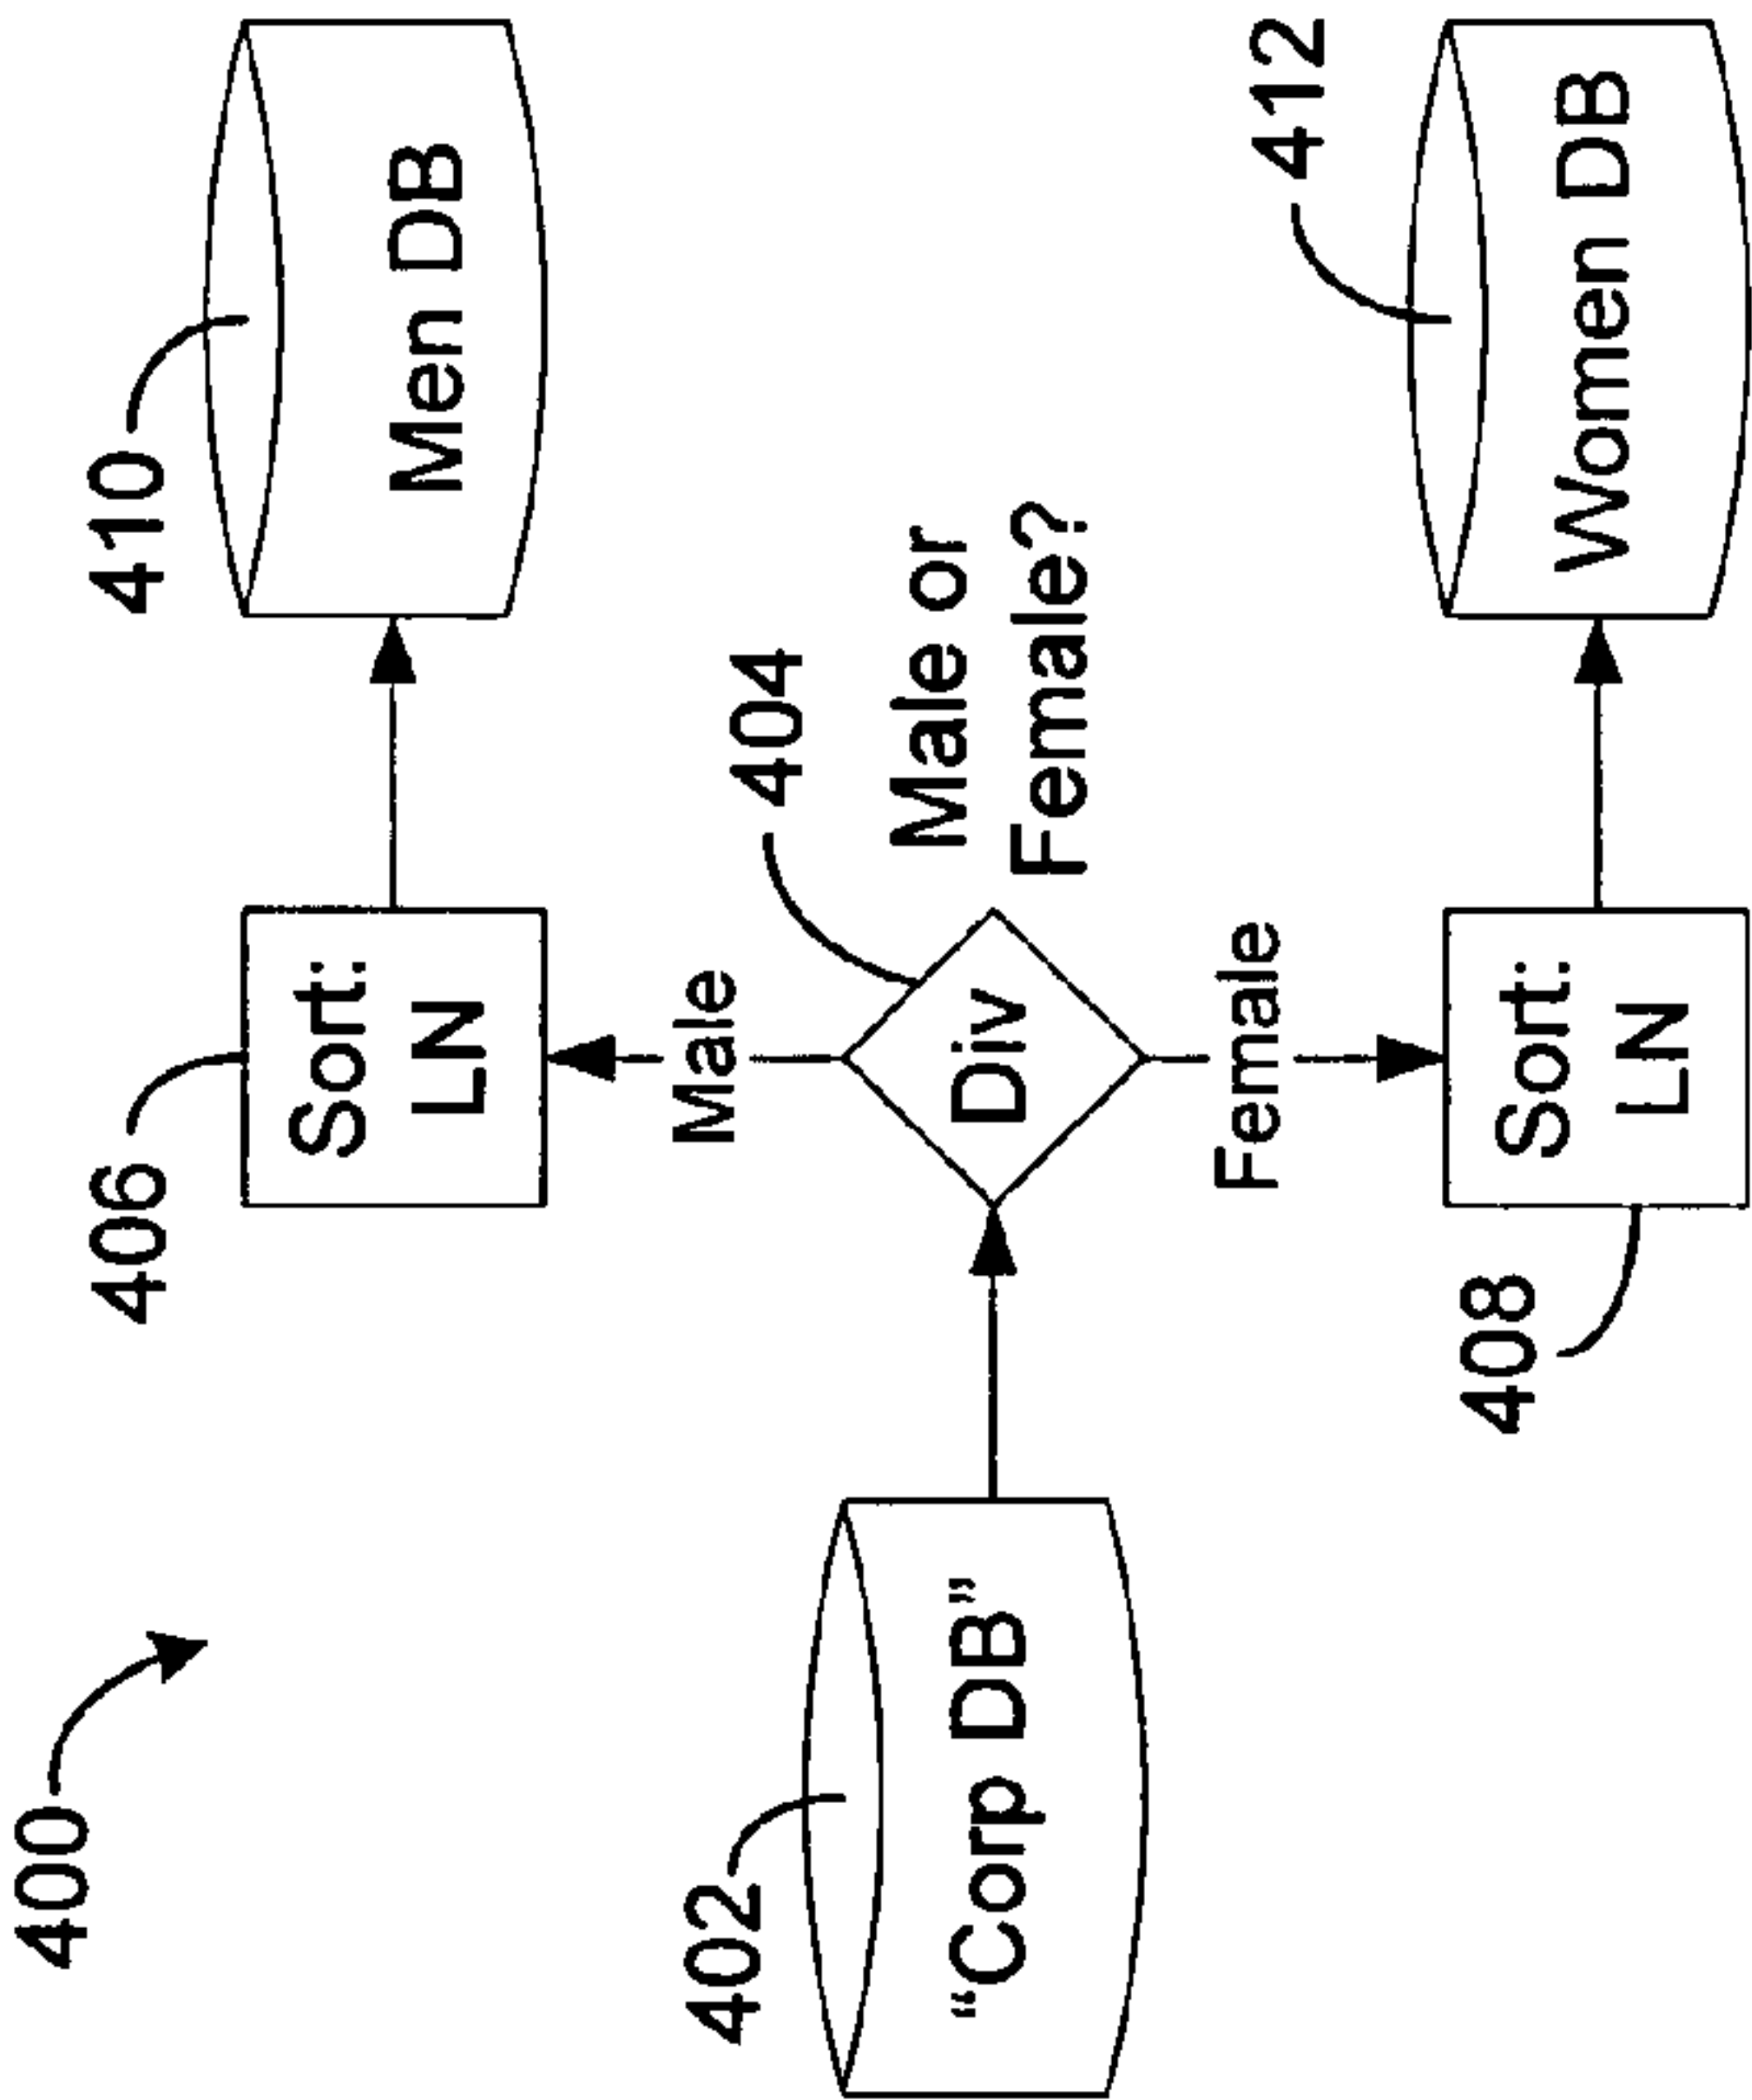 400
406
410
Sort:
LN
Men DB
Male
402
404
"Corp DB"
Div
Male or
Female?
Female
408
412
Sort:
LN
Women DB